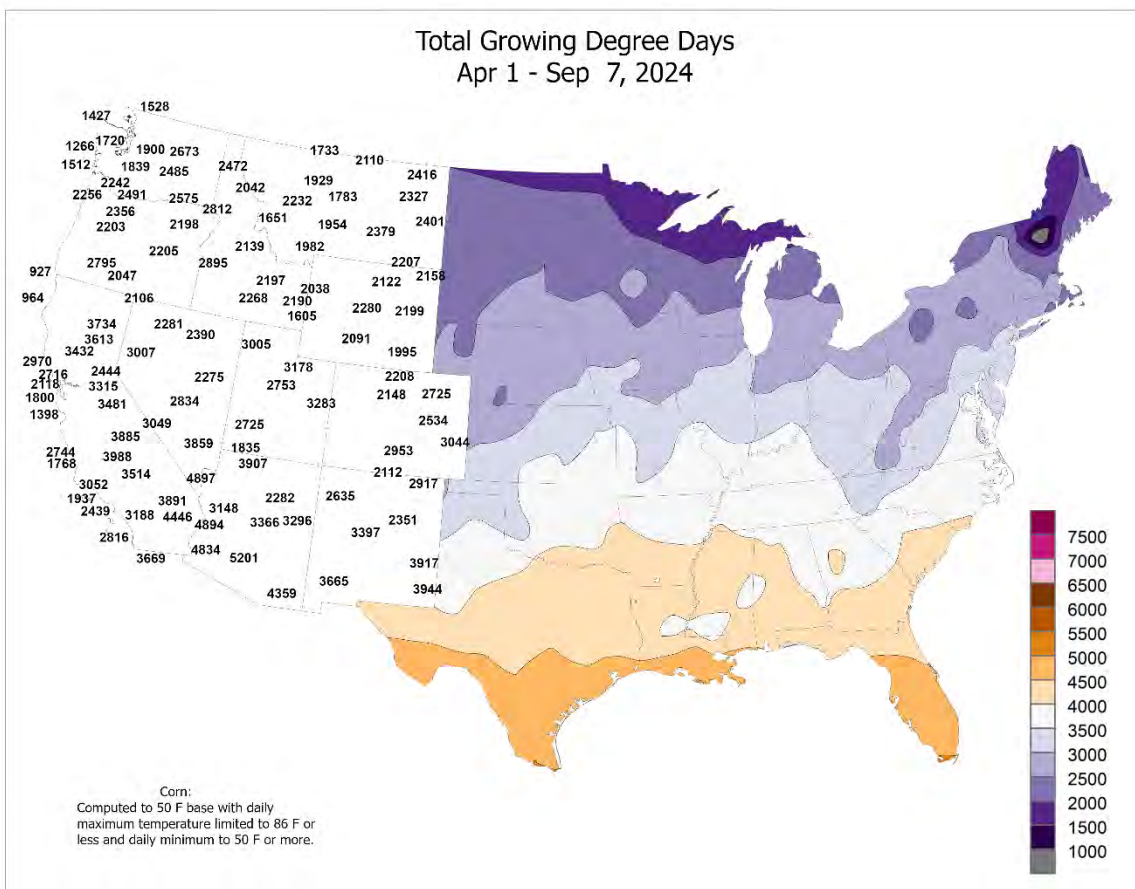 Total Growing Degree Days
Apr 1 - Sep 7, 2024
1528
1427
1733
1266 1720 1900 2673
2110
1512 1839 2485 2472
2416
2242
1929
2256 2491 2575 2042
2232 1783 2327
2356
2812
2203 2198 1651 1954 2379 2401
2205 2139 1982
2795 2895
2207
927 2047 2197 2038 2122 2158
964 2106 2268 2190
1605 2280 2199
3734 2281
3613 2390
3432 3007 3005 2091
1995
2970
2716 2444 3178
2208
2118 3315 2275 2753
2148 2725
1800 3481 2834 3283
1398
2534
3049 2725
3885 3859 1835 2953 3044
2744 3988 3907
1768 3514 4897 2112
3052 2917
1937 3891 2282 2635
2439 3188 4446 3148
4894 3366 3296 3397 2351
2816
3669 4834 5201
3917
4359 3665 3944
7500
7000
6500
6000
5500
5000
4500
4000
3500
3000
2500
2000
1500
1000
Corn:
Computed to 50 F base with daily
maximum temperature limited to 86 F or
less and daily minimum to 50 F or more.